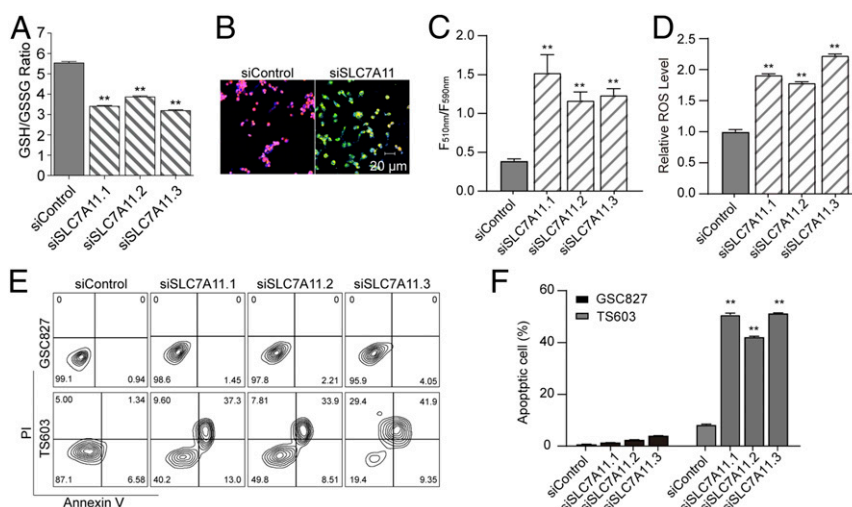 A
GSH/GSSG Ratio
6
5
4
3
2
1
0
**
**
**
siControl
siSLC7A11.1
siSLC7A11.2
siSLC7A11.3
B
siControl
siSLC7A11
20 μm
C
F510nm/F590nm
2.0
1.5
1.0
0.5
0.0
**
**
**
siControl
siSLC7A11.1
siSLC7A11.2
siSLC7A11.3
D
Relative ROS Level
2.5
2.0
1.5
1.0
0.5
0.0
**
**
**
siControl
siSLC7A11.1
siSLC7A11.2
siSLC7A11.3
E
siControl
siSLC7A11.1
siSLC7A11.2
siSLC7A11.3
GSC827
0 0 0 0 0 0 0 0
99.1 0.94 98.6 1.45 97.8 2.21 95.9 4.05
PI
TS603
5.00 1.34 9.60 37.3 7.81 33.9 29.4 41.9
87.1 6.58 40.2 13.0 49.8 8.51 19.4 9.35
Annexin V
F
Apoptptic cell (%)
60
40
20
0
GSC827
TS603
**
**
**
siControl
siSLC7A11.1
siSLC7A11.2
siSLC7A11.3
siControl
siSLC7A11.1
siSLC7A11.2
siSLC7A11.3